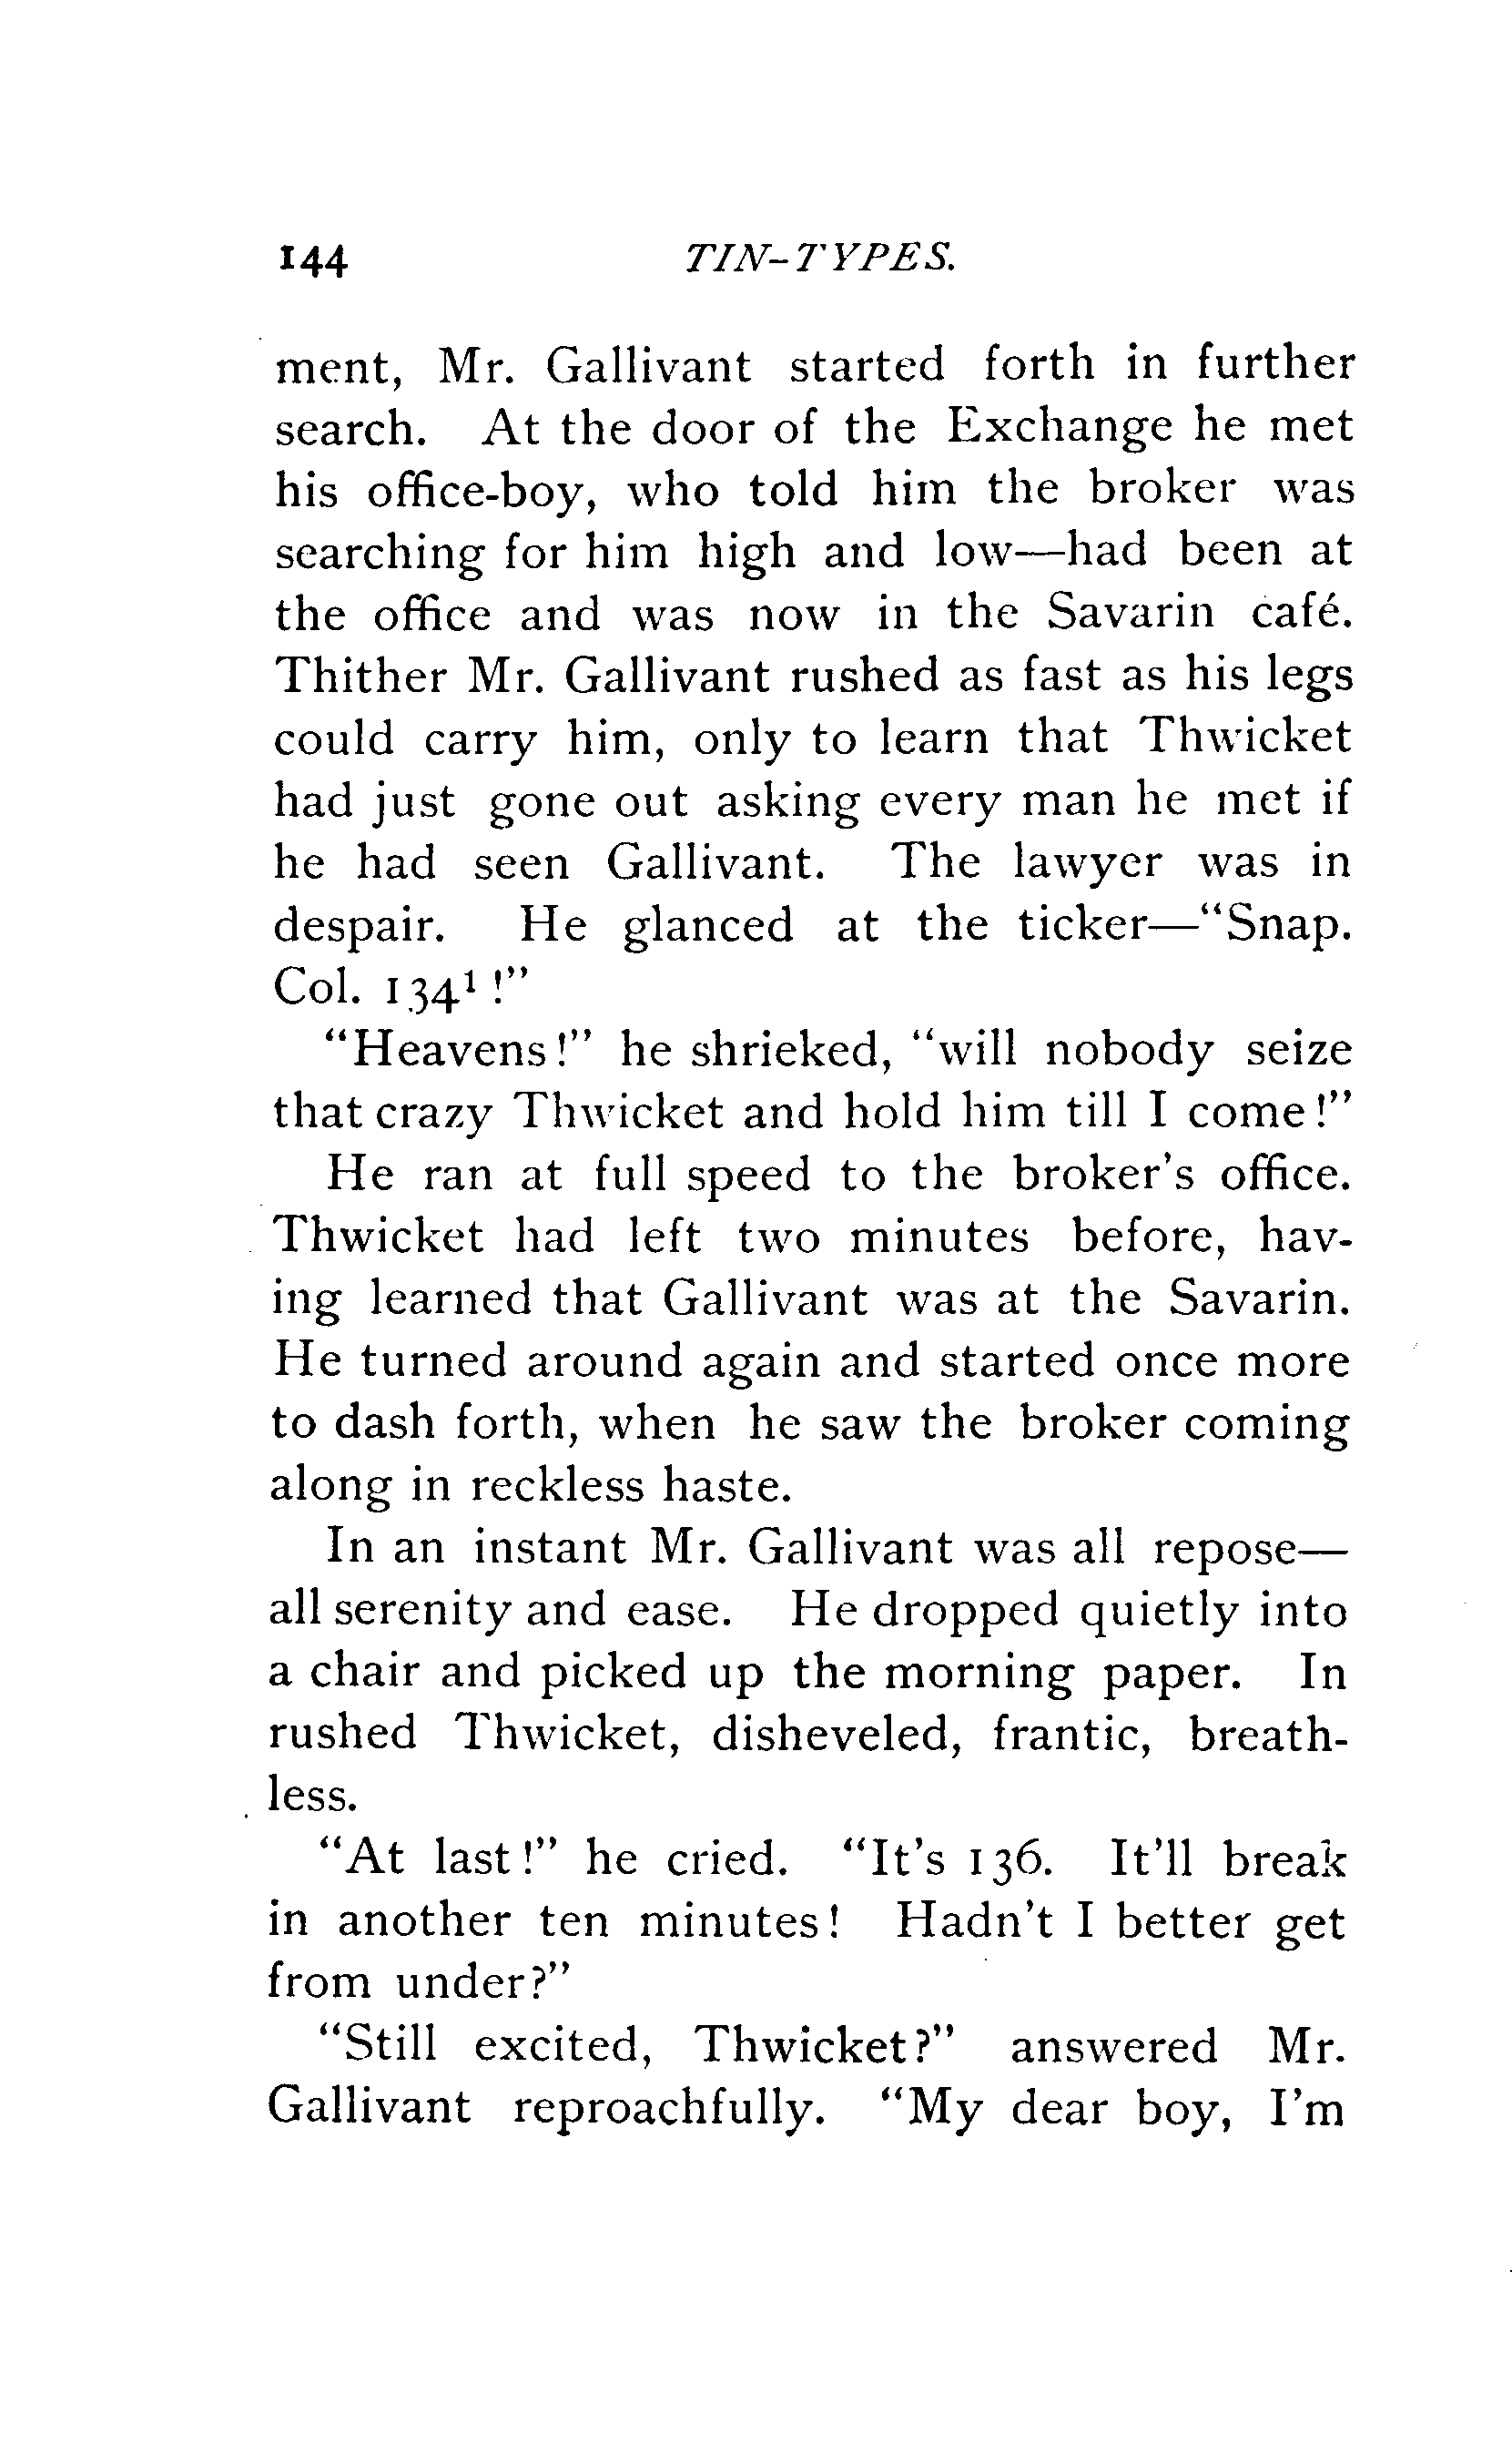 144 TIN-TYPES.
ment, Mr. Gallivant started forth in further
search. At the door of the Exchange he met
his office-boy, who told him the broker was
searching for him high and low—had been at
the office and was now in the Savarin café.
Thither Mr. Gallivant rushed as fast as his legs
could carry him, only to learn that Thwicket
had just gone out asking every man he met if
he had seen Gallivant. The lawyer was in
despair. He glanced at the ticker—"Snap.
Col. 134¹!"
"Heavens!" he shrieked, "will nobody seize
that crazy Thwicket and hold him till I come!"
He ran at full speed to the broker's office.
Thwicket had left two minutes before, hav-
ing learned that Gallivant was at the Savarin.
He turned around again and started once more
to dash forth, when he saw the broker coming
along in reckless haste.
In an instant Mr. Gallivant was all repose—
all serenity and ease. He dropped quietly into
a chair and picked up the morning paper. In
rushed Thwicket, disheveled, frantic, breath-
less.
"At last!" he cried. "It's 136. It'll break
in another ten minutes! Hadn't I better get
from under?"
"Still excited, Thwicket?" answered Mr.
Gallivant reproachfully. "My dear boy, I'm